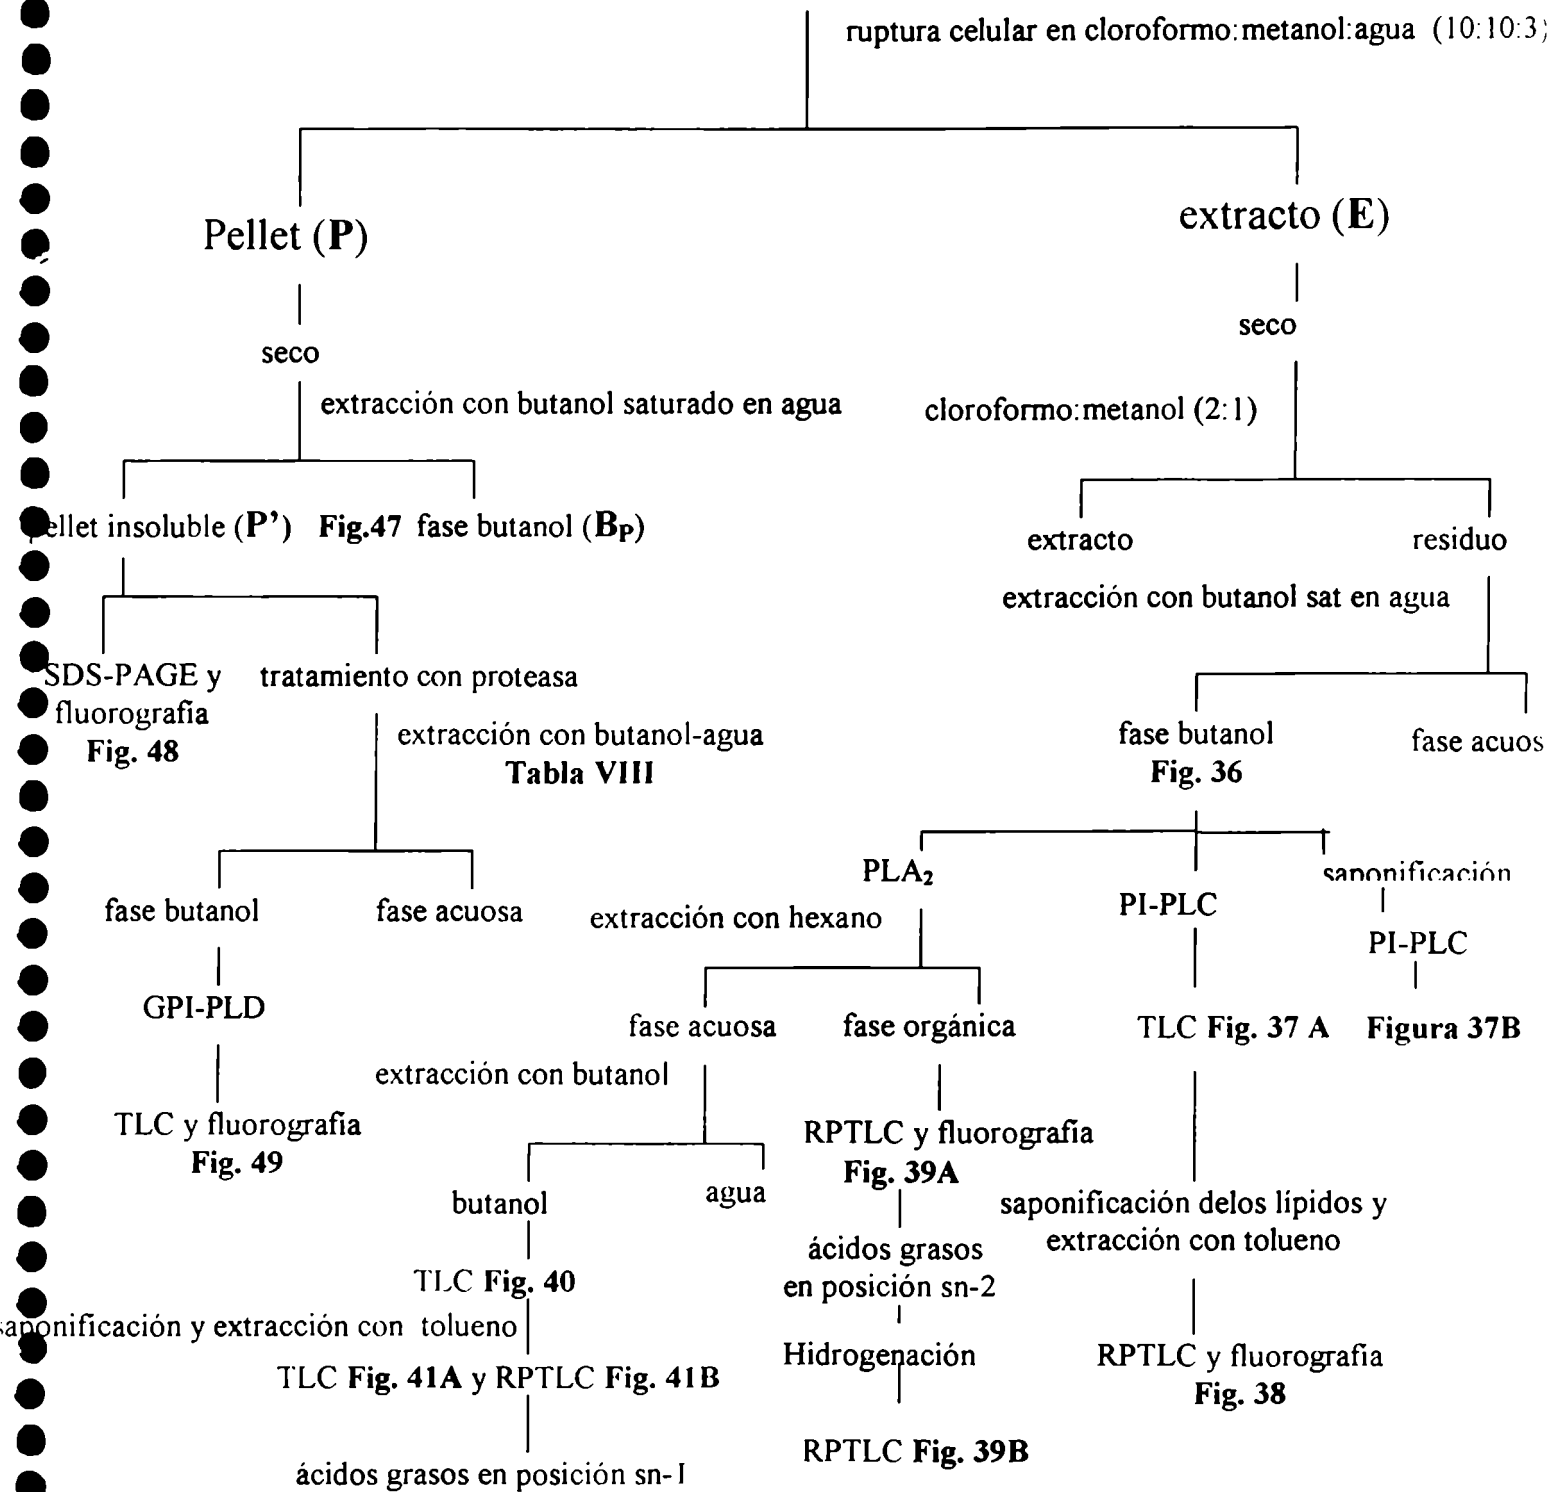 ruptura celular en cloroformo:metanol:agua (10:10:3)
Pellet (P)
extracto (E)
seco
seco
extracción con butanol saturado en agua
cloroformo:metanol (2:1)
pellet insoluble (P') Fig.47 fase butanol (BP)
extracto
residuo
extracción con butanol sat en agua
SDS-PAGE y
fluorografía
Fig. 48
tratamiento con proteasa
extracción con butanol-agua
Tabla VIII
fase butanol
Fig. 36
fase acuos
PLA2
saponificación
fase butanol
fase acuosa
extracción con hexano
PI-PLC
PI-PLC
GPI-PLD
fase acuosa
fase orgánica
TLC Fig. 37 A
Figura 37B
extracción con butanol
TLC y fluorografía
Fig. 49
RPTLC y fluorografía
Fig. 39A
butanol
agua
saponificación delos lípidos y
extracción con tolueno
ácidos grasos
en posición sn-2
TLC Fig. 40
saponificación y extracción con tolueno
Hidrogenación
RPTLC y fluorografía
Fig. 38
TLC Fig. 41A y RPTLC Fig. 41B
RPTLC Fig. 39B
ácidos grasos en posición sn-1